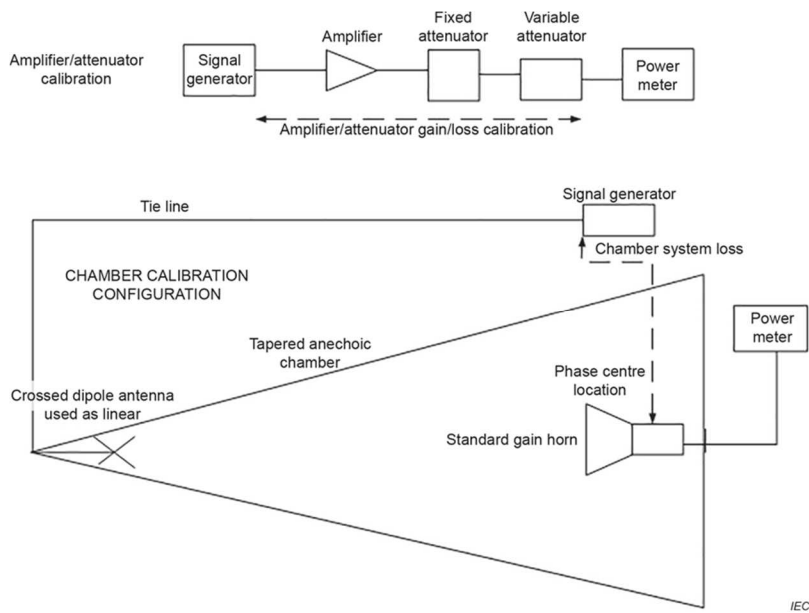 Amplifier/attenuator
calibration
Signal
generator
Amplifier
Fixed
attenuator
Variable
attenuator
Power
meter
Amplifier/attenuator gain/loss calibration
Signal generator
Tie line
Chamber system loss
CHAMBER CALIBRATION
CONFIGURATION
Power
meter
Tapered anechoic
chamber
Phase centre
location
Crossed dipole antenna
used as linear
Standard gain horn
IEC